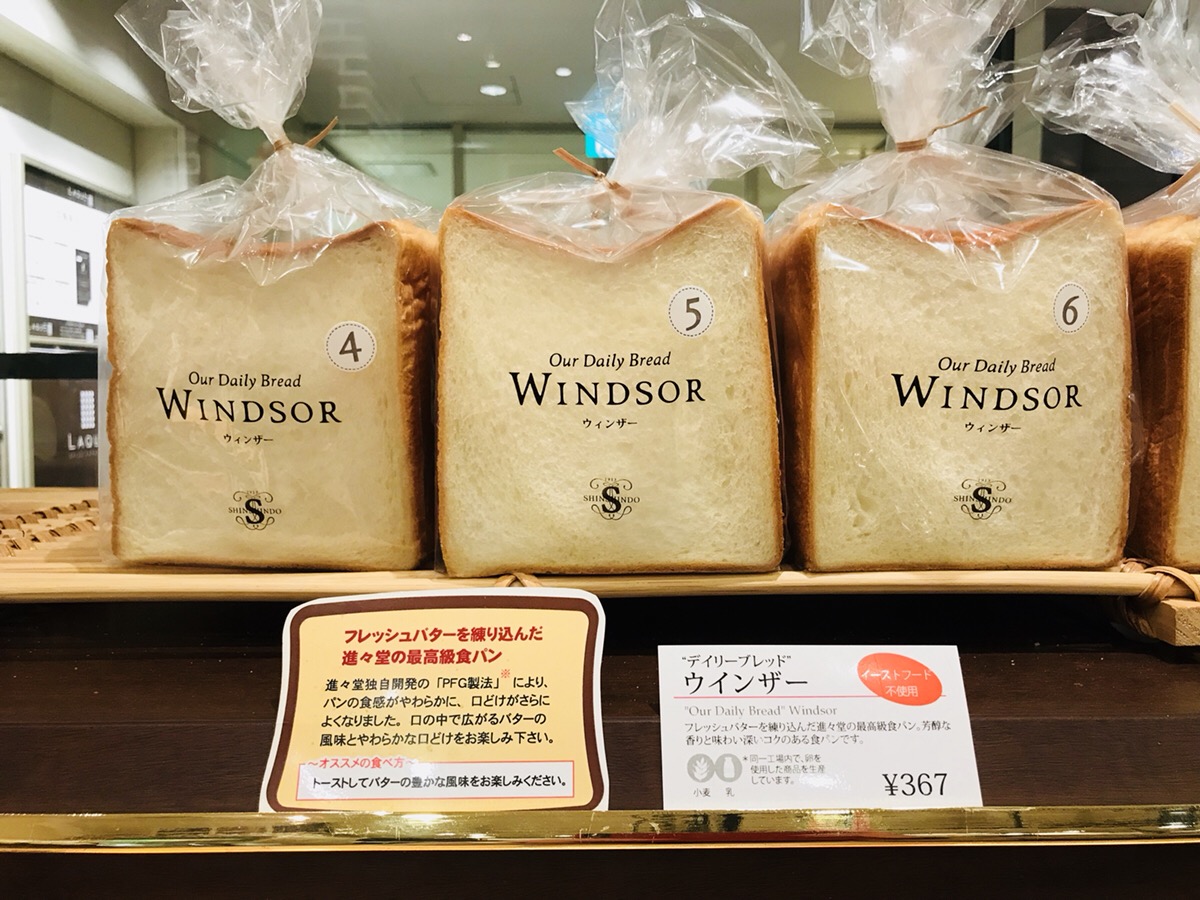 4
Our Daily Bread
WINDSOR
ウィンザー
SHINSHINDO
5
Our Daily Bread
WINDSOR
ウィンザー
SHINSHINDO
6
Our Daily Bread
WINDSOR
ウィンザー
SHINSHINDO
フレッシュバターを練り込んだ
進々堂の最高級食パン
進々堂独自開発の「PFG製法」※により、
パンの食感がやわらかに、口どけがさらに
よくなりました。口の中で広がるバターの
風味とやわらかな口どけをお楽しみ下さい。
〜オススメの食べ方〜
トーストしてバターの豊かな風味をお楽しみください。
"デイリーブレッド"
ウインザー
イーストフード
不使用
"Our Daily Bread" Windsor
フレッシュバターを練り込んだ進々堂の最高級食パン。芳醇な
香りと味わい深いコクのある食パンです。
＊同一工場内で、卵を
使用した商品を生産
しています。
小麦 乳
¥367